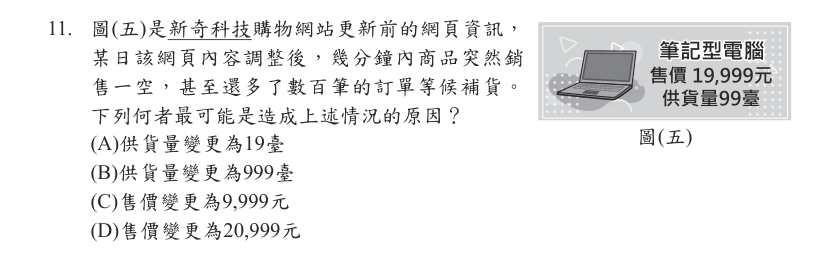 11. 圖(五)是新奇科技購物網站更新前的網頁資訊，
某日該網頁內容調整後，幾分鐘內商品突然銷
售一空，甚至還多了數百筆的訂單等候補貨。
下列何者最可能是造成上述情況的原因？
(A)供貨量變更為19臺
(B)供貨量變更為999臺
(C)售價變更為9,999元
(D)售價變更為20,999元
筆記型電腦
售價 19,999元
供貨量99臺
圖(五)